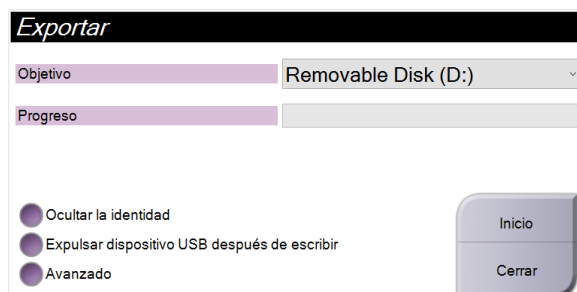 Exportar
Objetivo
Removable Disk (D:)
Progreso
Ocultar la identidad
Expulsar dispositivo USB después de escribir
Avanzado
Inicio
Cerrar